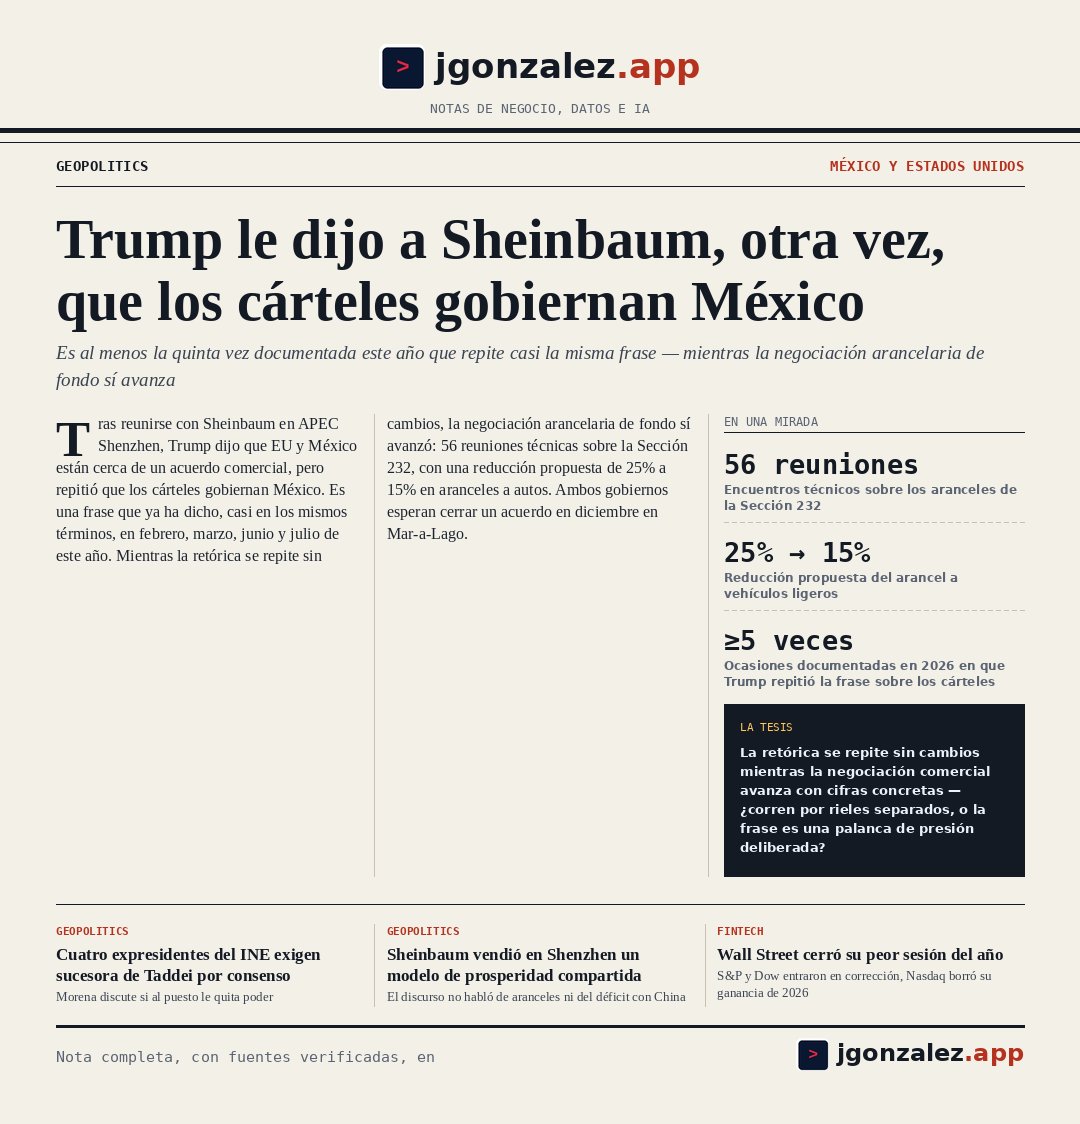 > jgonzalez.app
NOTAS DE NEGOCIO, DATOS E IA
GEOPOLITICS
MÉXICO Y ESTADOS UNIDOS
Trump le dijo a Sheinbaum, otra vez,
que los cárteles gobiernan México
Es al menos la quinta vez documentada este año que repite casi la misma frase — mientras la negociación arancelaria de
fondo sí avanza
Tras reunirse con Sheinbaum en APEC
Shenzhen, Trump dijo que EU y México
están cerca de un acuerdo comercial, pero
repitió que los cárteles gobiernan México. Es
una frase que ya ha dicho, casi en los mismos
términos, en febrero, marzo, junio y julio de
este año. Mientras la retórica se repite sin
cambios, la negociación arancelaria de fondo sí
avanzó: 56 reuniones técnicas sobre la Sección
232, con una reducción propuesta de 25% a
15% en aranceles a autos. Ambos gobiernos
esperan cerrar un acuerdo en diciembre en
Mar-a-Lago.
EN UNA MIRADA
56 reuniones
Encuentros técnicos sobre los aranceles de
la Sección 232
25% → 15%
Reducción propuesta del arancel a
vehículos ligeros
≥5 veces
Ocasiones documentadas en 2026 en que
Trump repitió la frase sobre los cárteles
LA TESIS
La retórica se repite sin cambios
mientras la negociación comercial
avanza con cifras concretas —
¿corren por rieles separados, o la
frase es una palanca de presión
deliberada?
GEOPOLITICS
Cuatro expresidentes del INE exigen
sucesora de Taddei por consenso
Morena discute si al puesto le quita poder
GEOPOLITICS
Sheinbaum vendió en Shenzhen un
modelo de prosperidad compartida
El discurso no habló de aranceles ni del déficit con China
FINTECH
Wall Street cerró su peor sesión del año
S&P y Dow entraron en corrección, Nasdaq borró su
ganancia de 2026
Nota completa, con fuentes verificadas, en
> jgonzalez.app